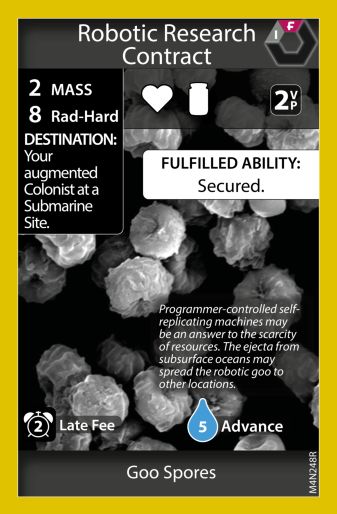 Robotic Research
Contract
I F
2 MASS
8 Rad-Hard
DESTINATION:
Your
augmented
Colonist at a
Submarine
Site.
2 VP
FULFILLED ABILITY:
Secured.
Programmer-controlled self-
replicating machines may
be an answer to the scarcity
of resources. The ejecta from
subsurface oceans may
spread the robotic goo to
other locations.
2 Late Fee
5 Advance
Goo Spores
M4N248R